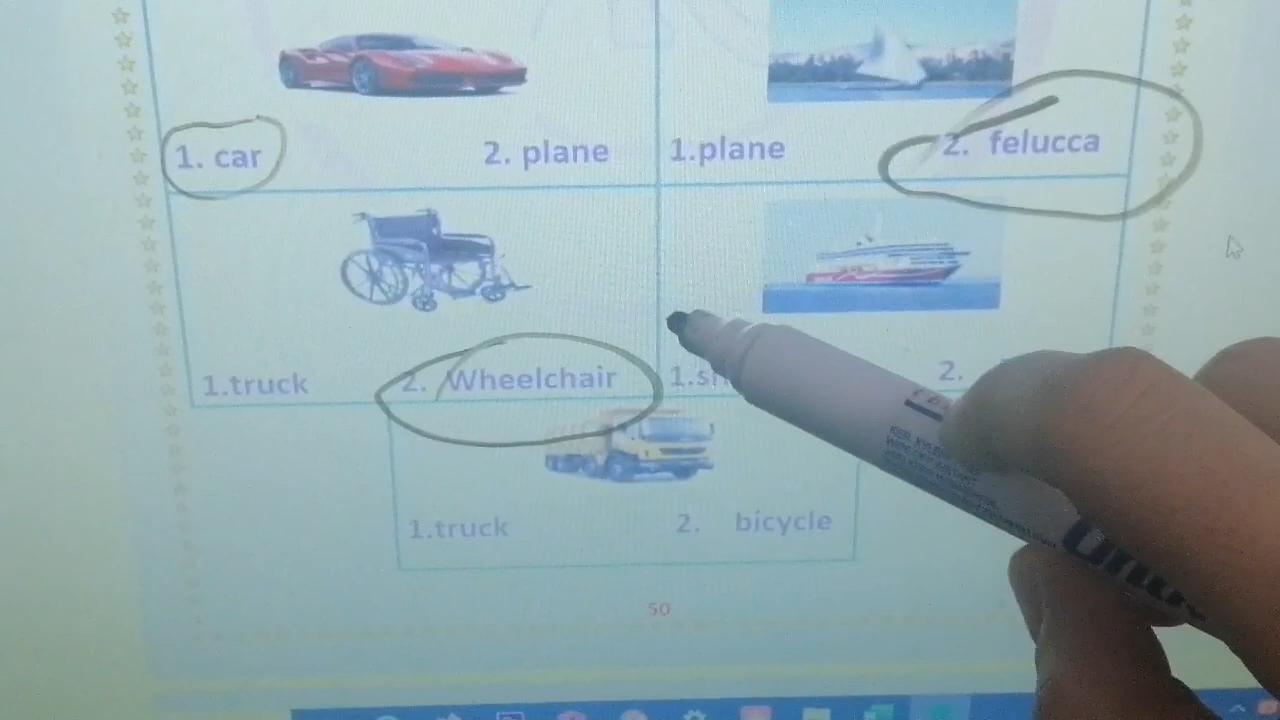 1. car 2. plane
1.plane 2. felucca
1.truck 2. Wheelchair
2.
1.truck 2. bicycle
50